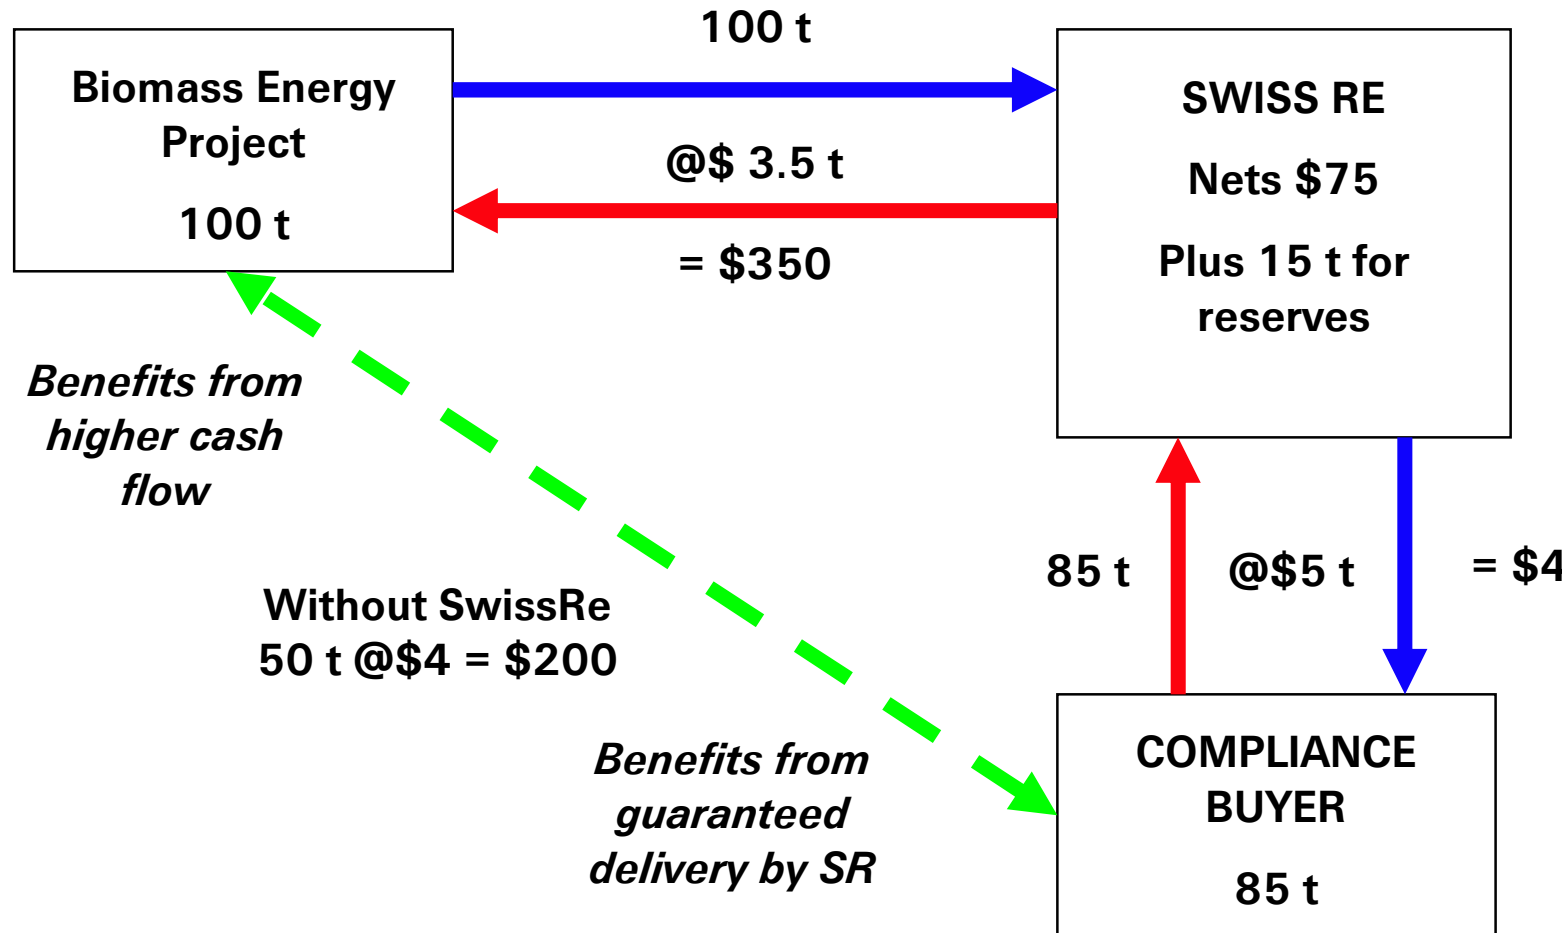 100 t
Biomass Energy
Project
100 t
@$ 3.5 t
= $350
SWISS RE
Nets $75
Plus 15 t for
reserves
Benefits from
higher cash
flow
85 t
@$5 t
= $4
Without SwissRe
50 t @$4 = $200
Benefits from
guaranteed
delivery by SR
COMPLIANCE
BUYER
85 t